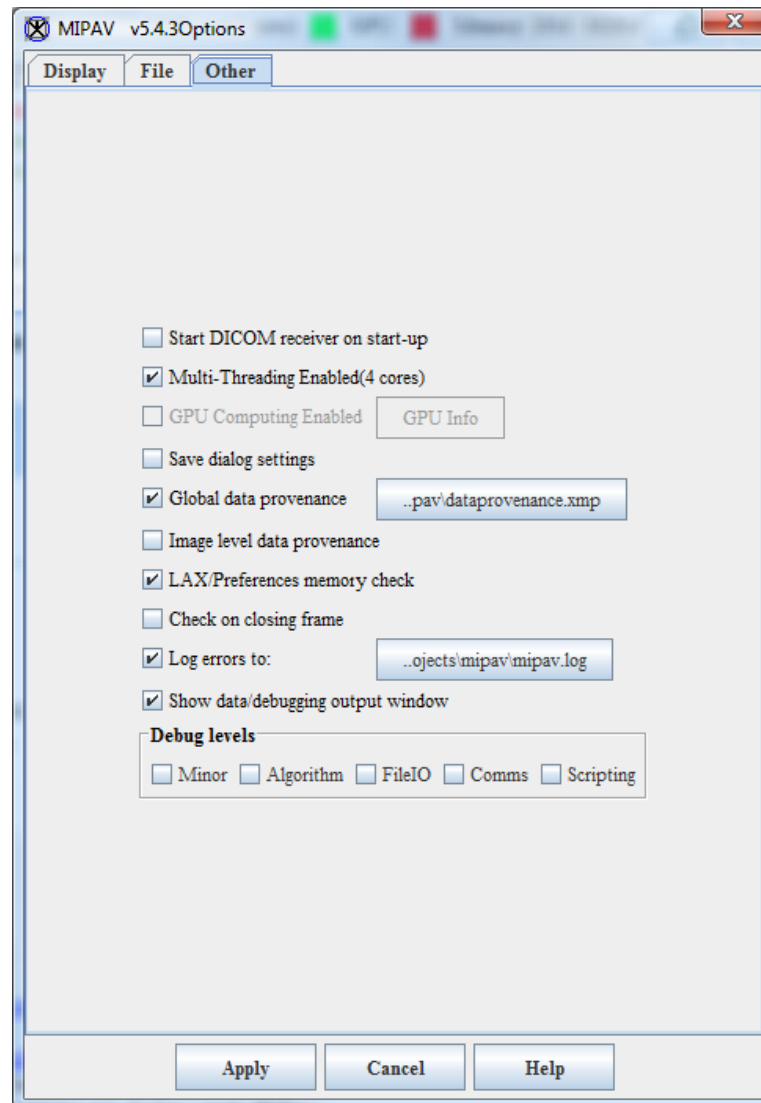 MIPAV v5.4.3Options
Display File Other
Start DICOM receiver on start-up
Multi-Threading Enabled(4 cores)
GPU Computing Enabled GPU Info
Save dialog settings
Global data provenance ..pav\dataprovenance.xmp
Image level data provenance
LAX/Preferences memory check
Check on closing frame
Log errors to: ..ojects\mipav\mipav.log
Show data/debugging output window
Debug levels
Minor Algorithm FileIO Comms Scripting
Apply Cancel Help